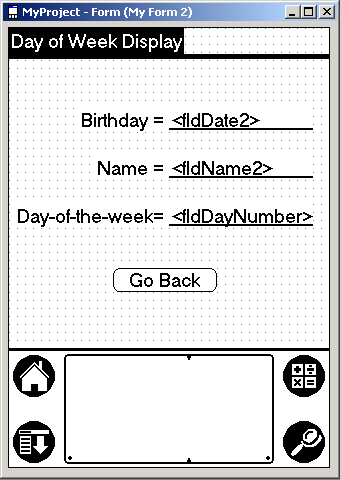 MyProject - Form (My Form 2)
Day of Week Display
Birthday = <fldDate2>
Name = <fldName2>
Day-of-the-week= <fldDayNumber>
Go Back